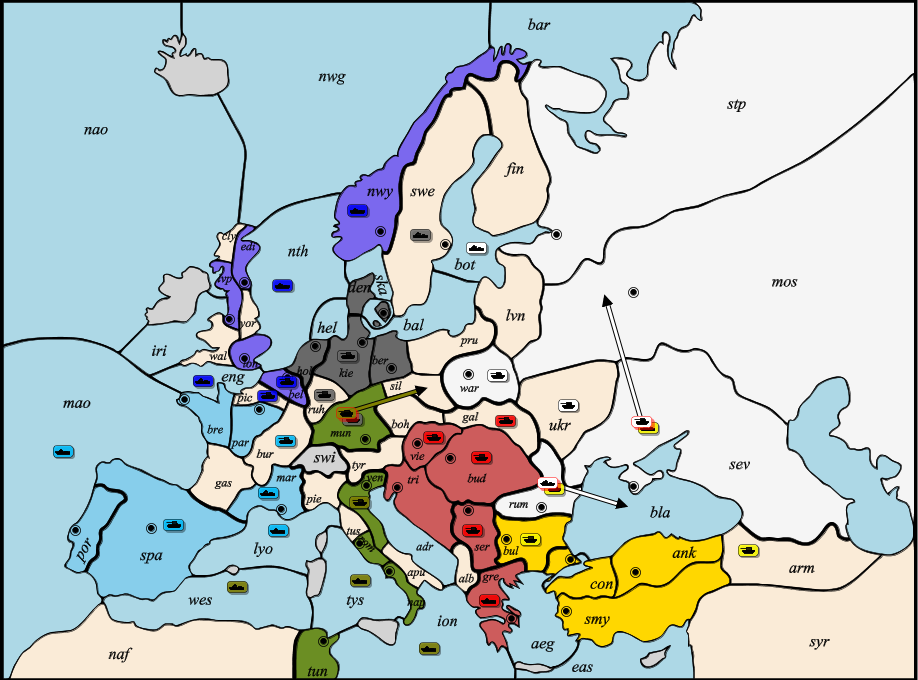 bar
nwg
stp
nao
fin
nwy
swe
cly
edi
nth
bot
lvp
den
ska
mos
lvn
yor
hel
bal
iri
wal
pru
lon
hol
kie
ber
eng
war
sil
mao
pic
bel
ruh
bre
gal
ukr
par
mun
boh
bur
vie
swi
sev
tyr
gas
mar
tri
bud
ven
rum
pie
bla
por
spa
lyo
tus
rom
adr
ser
bul
ank
apu
alb
gre
con
arm
wes
tys
nap
smy
ion
aeg
syr
naf
eas
tun